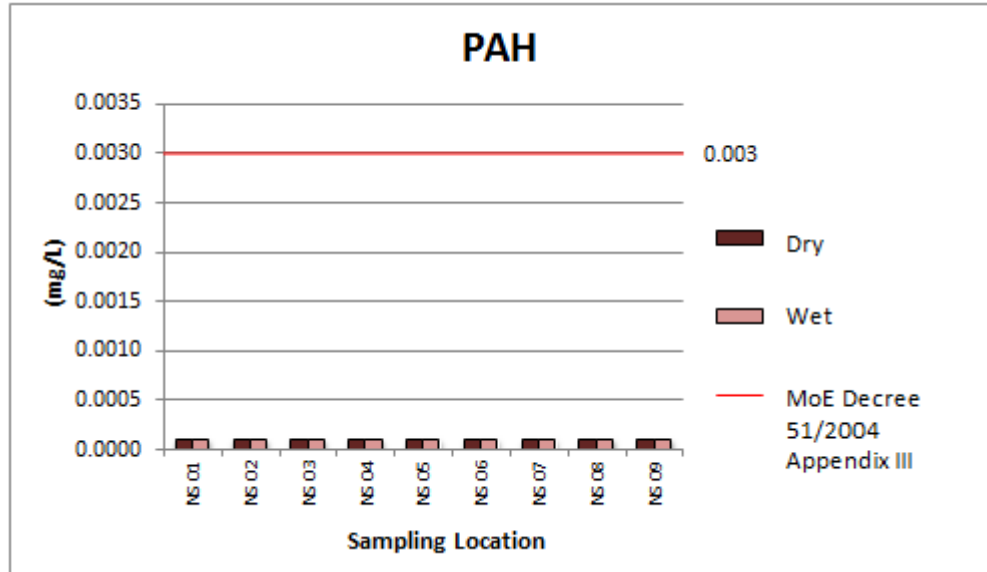 PAH
0.0035
0.0030
0.0025
0.0020
0.0015
0.0010
0.0005
0.0000
(mg/L)
NS 01
NS 02
NS 03
NS 04
NS 05
NS 06
NS 07
NS 08
NS 09
Sampling Location
0.003
Dry
Wet
MoE Decree
51/2004
Appendix III